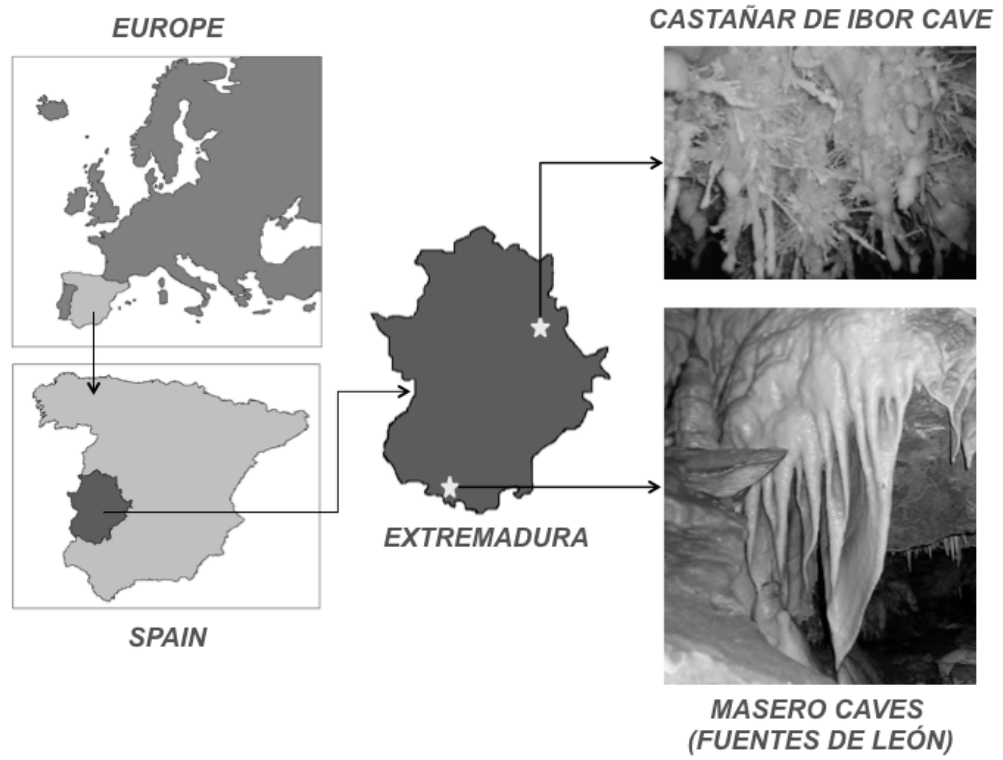 EUROPE
CASTAÑAR DE IBOR CAVE
EXTREMADURA
SPAIN
MASERO CAVES
(FUENTES DE LEÓN)